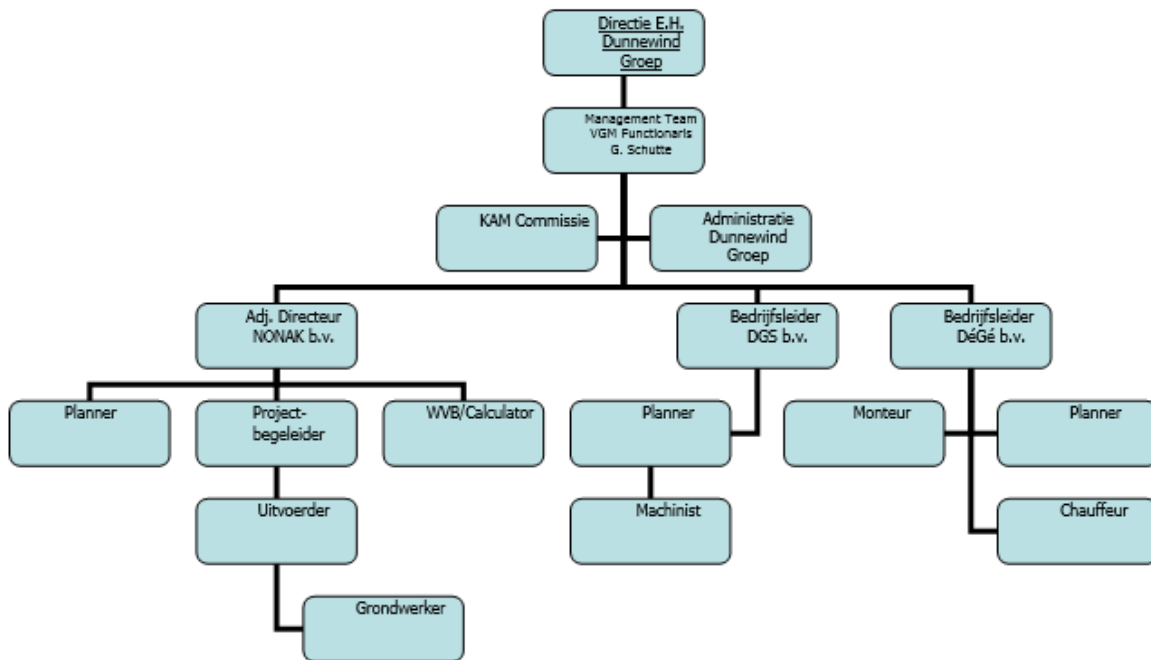 Directie E.H.
Dunnewind
Groep
Management Team
VGM Functionaris
G. Schutte
KAM Commissie
Administratie
Dunnewind
Groep
Adj. Directeur
NONAK b.v.
Bedrijfsleider
DGS b.v.
Bedrijfsleider
DéGé b.v.
Planner
Project-
begeleider
WVB/Calculator
Planner
Monteur
Planner
Uitvoerder
Machinist
Chauffeur
Grondwerker